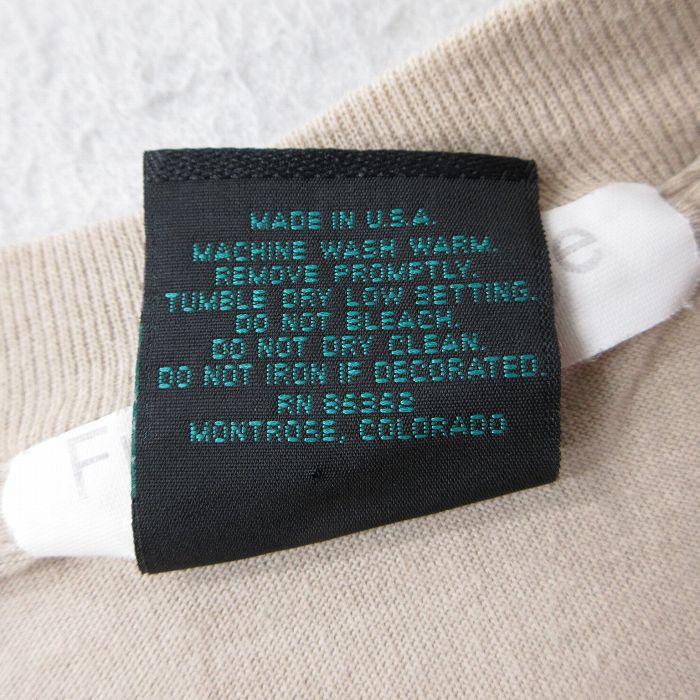 MADE IN U.S.A.
MACHINE WASH WARM.
REMOVE PROMPTLY.
TUMBLE DRY LOW SETTING.
DO NOT BLEACH.
DO NOT DRY CLEAN.
DO NOT IRON IF DECORATED.
RN 86362
MONTROSE, COLORADO